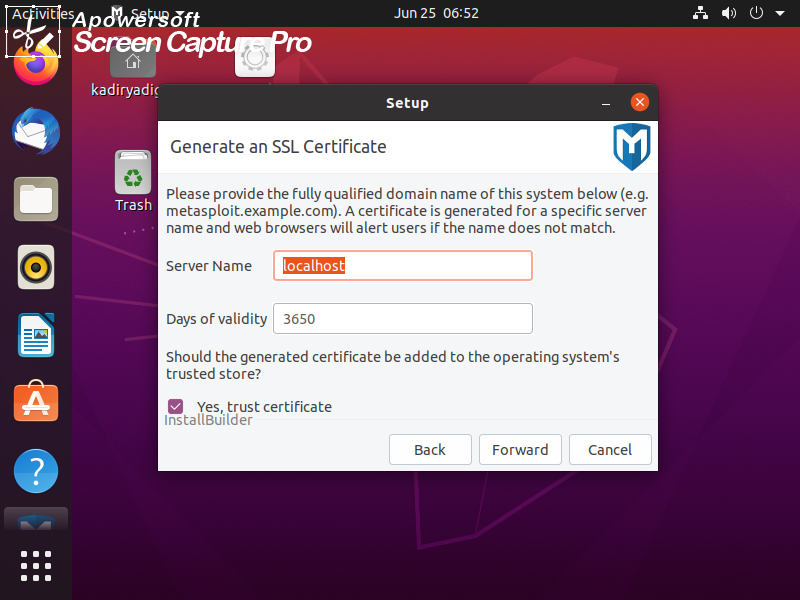 Activities
Setup
Jun 25 06:52
Apowersoft
Screen Capture Pro
kadiryadig
Trash
Setup
Generate an SSL Certificate
Please provide the fully qualified domain name of this system below (e.g.
metasploit.example.com). A certificate is generated for a specific server
name and web browsers will alert users if the name does not match.
Server Name
localhost
Days of validity
3650
Should the generated certificate be added to the operating system's
trusted store?
Yes, trust certificate
InstallBuilder
Back
Forward
Cancel